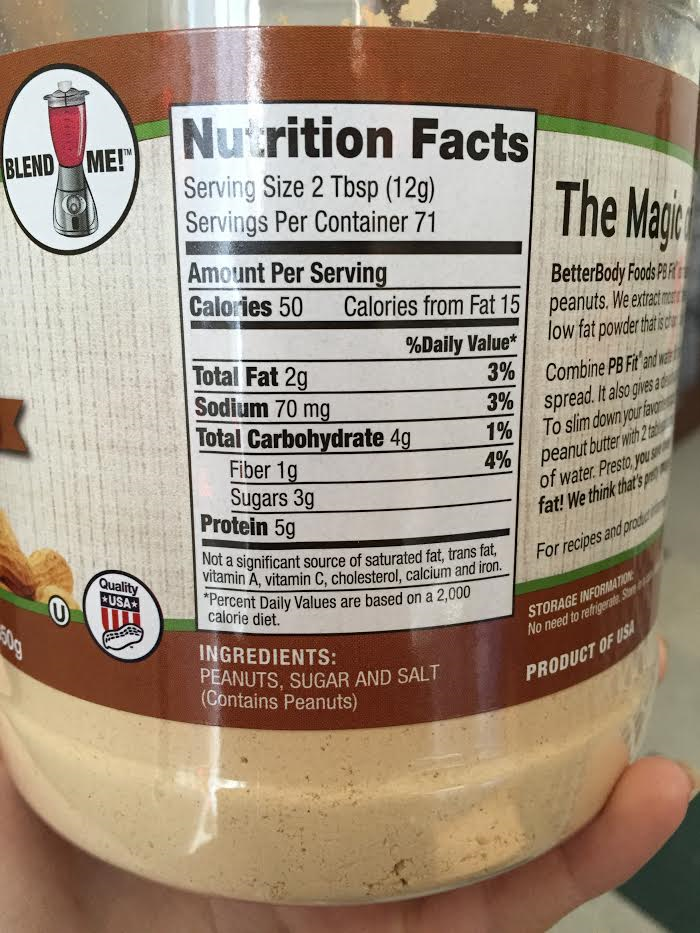 BLEND ME!™
Nutrition Facts
Serving Size 2 Tbsp (12g)
Servings Per Container 71
Amount Per Serving
Calories 50 Calories from Fat 15
%Daily Value*
Total Fat 2g 3%
Sodium 70 mg 3%
Total Carbohydrate 4g 1%
Fiber 1g 4%
Sugars 3g
Protein 5g
Not a significant source of saturated fat, trans fat,
vitamin A, vitamin C, cholesterol, calcium and iron.
*Percent Daily Values are based on a 2,000
calorie diet.
INGREDIENTS:
PEANUTS, SUGAR AND SALT
(Contains Peanuts)
Quality
★USA★
U
The Magic
BetterBody Foods PB Fit
peanuts. We extract most
low fat powder that is
Combine PB Fit® and
spread. It also gives a
To slim down your
peanut butter with 2
of water. Presto, you
fat! We think that's
For recipes and
STORAGE INFORMATION:
No need to refrigerate.
PRODUCT OF USA